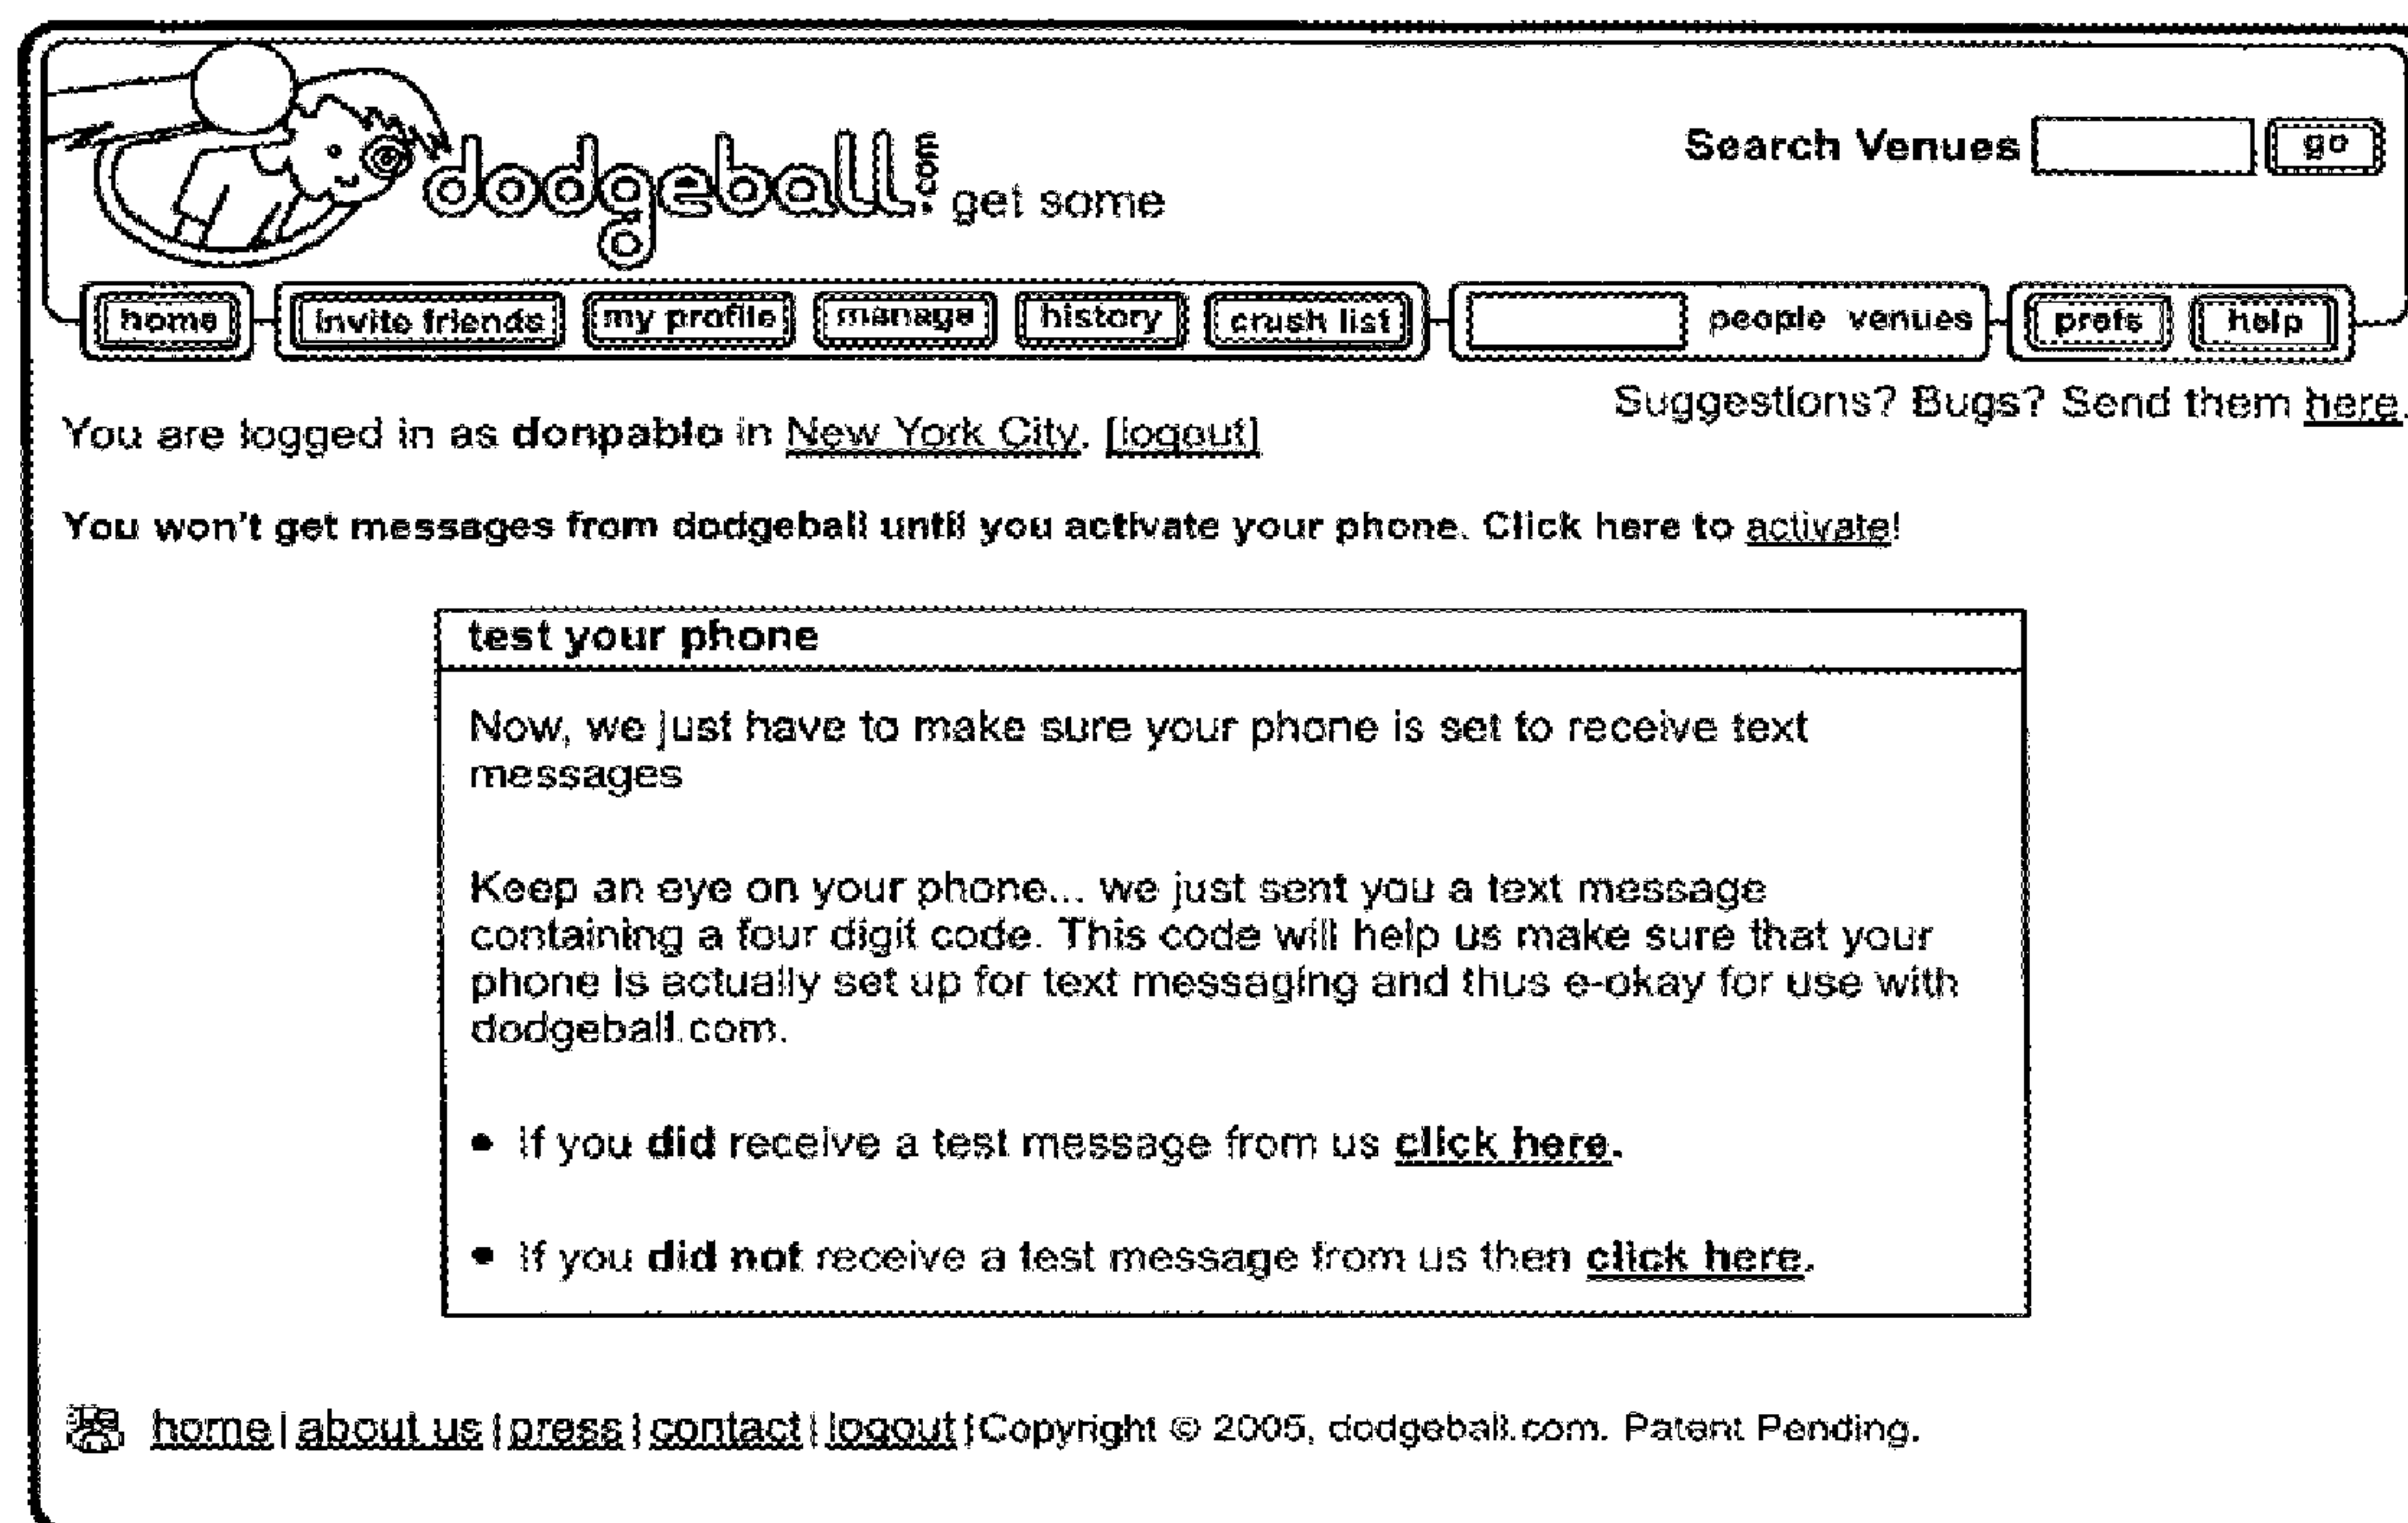 dodgeball.com get some
Search Venues go
home invite friends my profile manage history crush list people venues prefs help
Suggestions? Bugs? Send them here.
You are logged in as donpablo in New York City. [logout]
You won't get messages from dodgeball until you activate your phone. Click here to activate!
test your phone
Now, we just have to make sure your phone is set to receive text
messages
Keep an eye on your phone... we just sent you a text message
containing a four digit code. This code will help us make sure that your
phone is actually set up for text messaging and thus e-okay for use with
dodgeball.com.
• If you did receive a test message from us click here.
• If you did not receive a test message from us then click here.
home | about us | press | contact | logout | Copyright © 2005, dodgeball.com. Patent Pending.